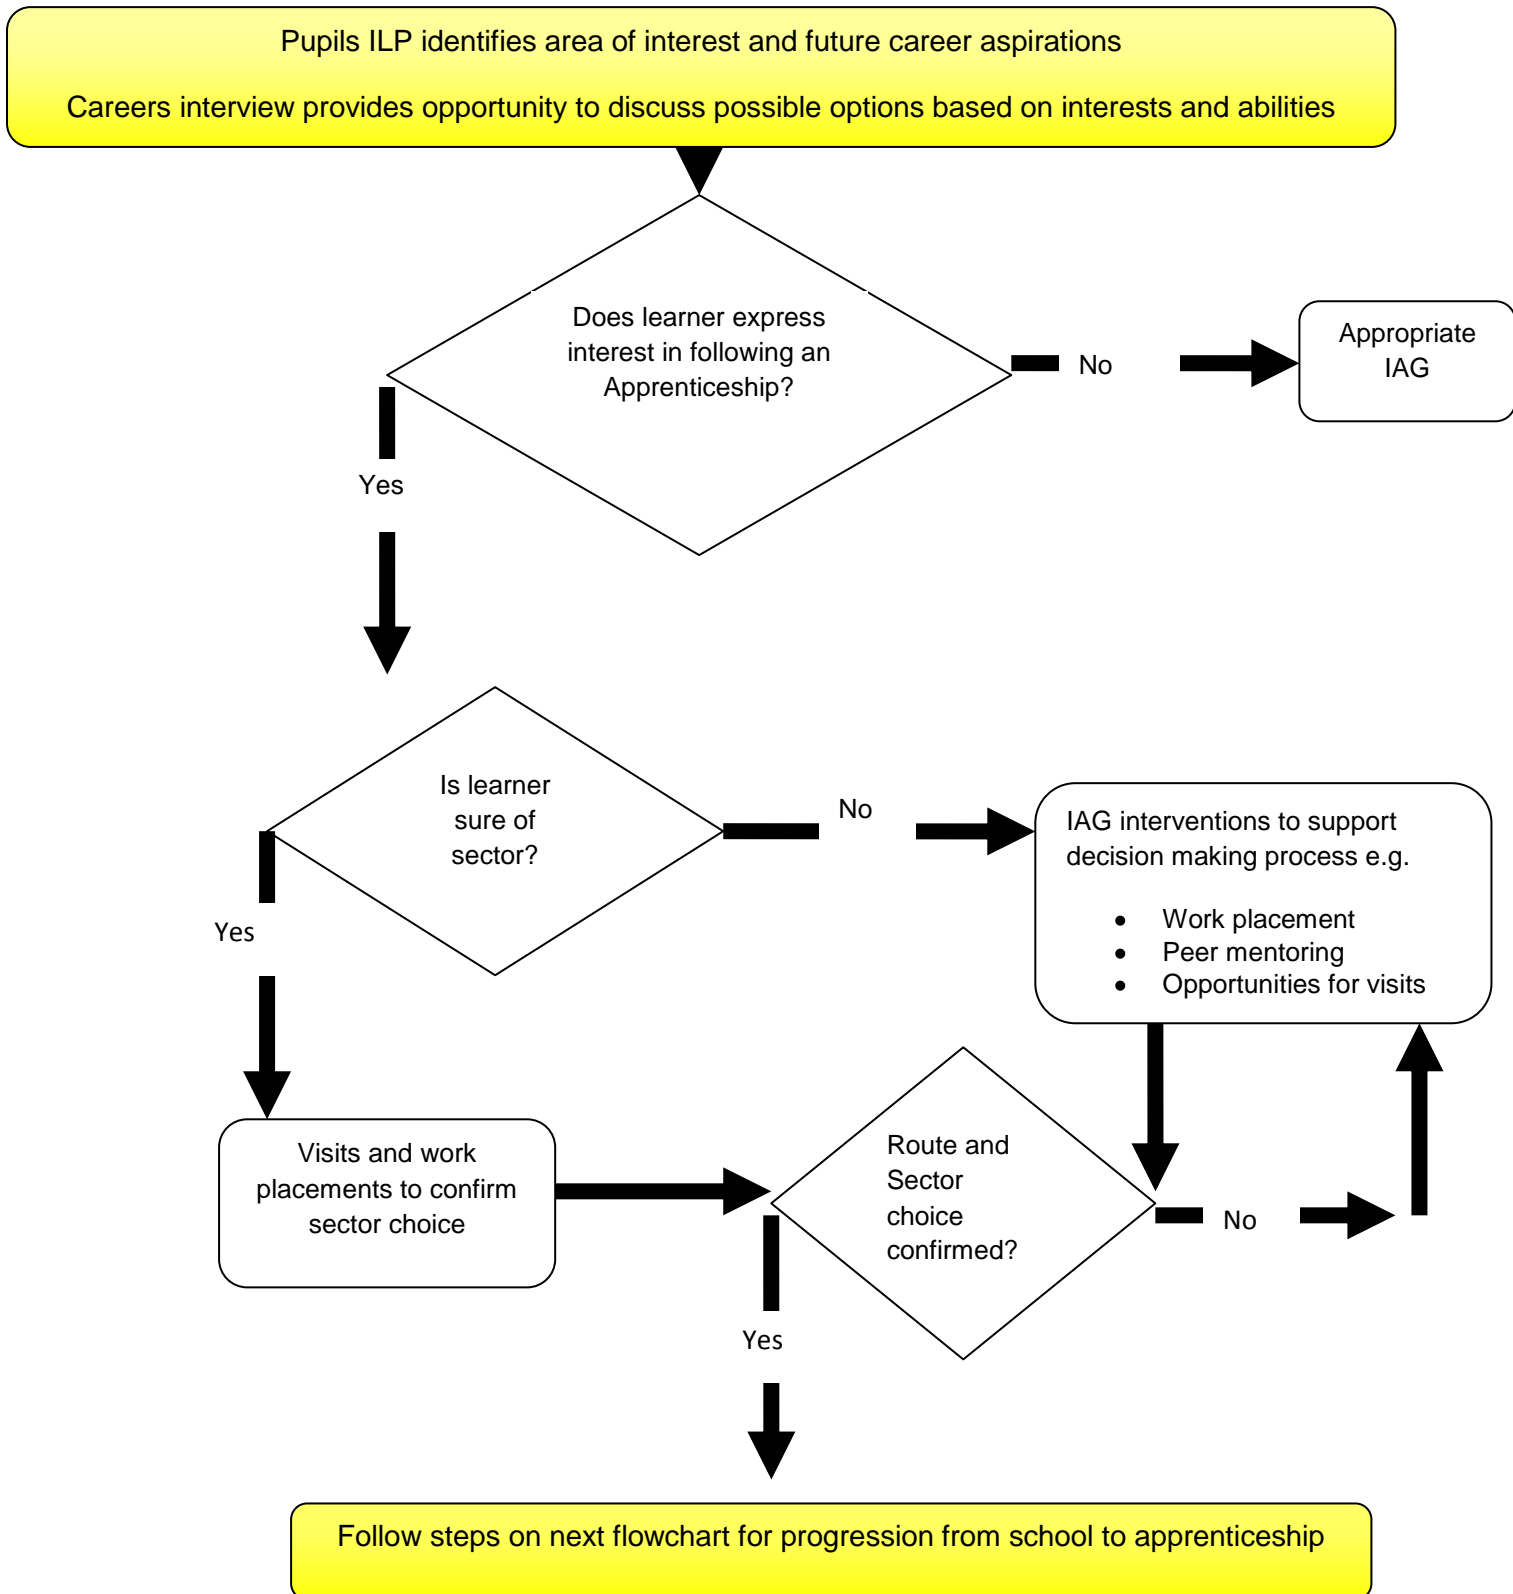 Pupils ILP identifies area of interest and future career aspirations
Careers interview provides opportunity to discuss possible options based on interests and abilities
Does learner express
interest in following an
Apprenticeship?
No
Appropriate
IAG
Yes
Is learner
sure of
sector?
No
IAG interventions to support
decision making process e.g.
• Work placement
• Peer mentoring
• Opportunities for visits
Yes
Visits and work
placements to confirm
sector choice
Route and
Sector
choice
confirmed?
No
Yes
Follow steps on next flowchart for progression from school to apprenticeship